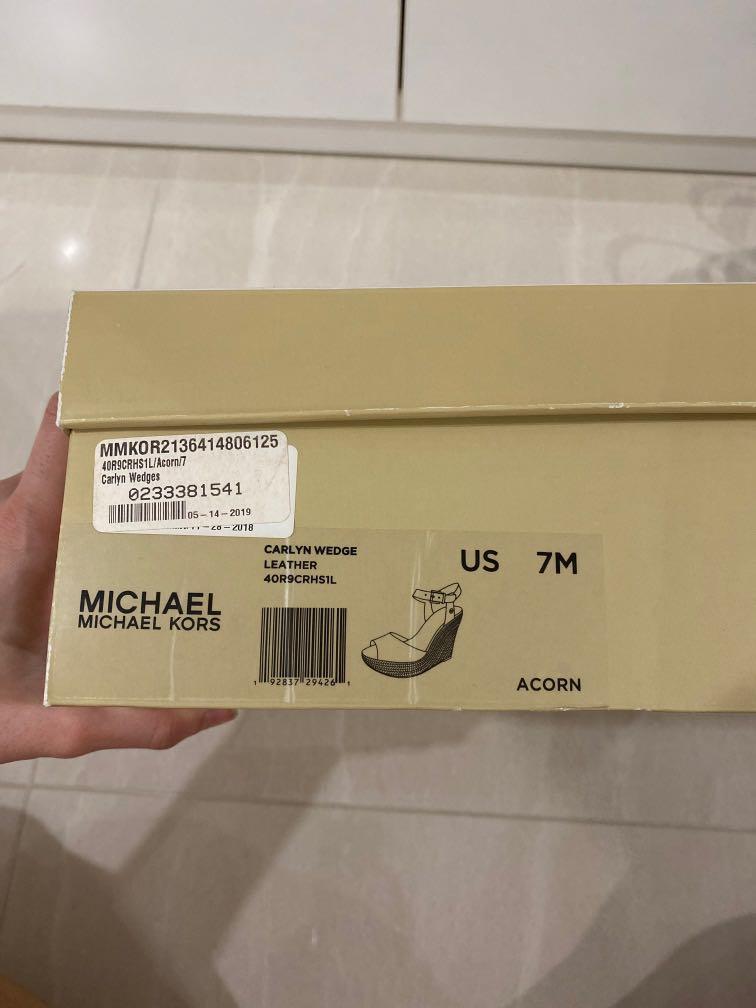 MMKOR2136414806125
40R9CRHS1L/Acorn/7
Carlyn Wedges
0233381541
05-14-2019
28-2018
CARLYN WEDGE
LEATHER
40R9CRHS1L
US 7M
MICHAEL
MICHAEL KORS
1 92837 29426 1
ACORN